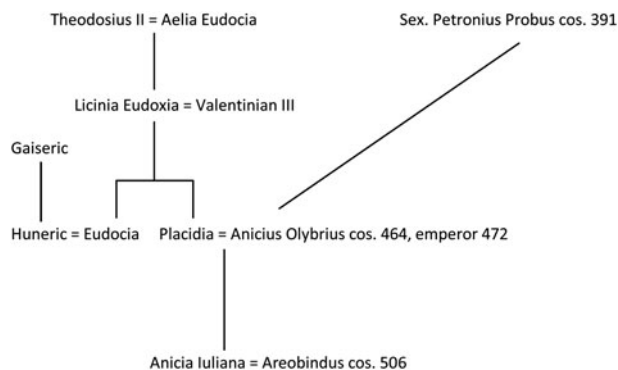 Theodosius II = Aelia Eudocia
Sex. Petronius Probus cos. 391
Licinia Eudoxia = Valentinian III
Gaiseric
Huneric = Eudocia
Placidia = Anicius Olybrius cos. 464, emperor 472
Anicia Iuliana = Areobindus cos. 506